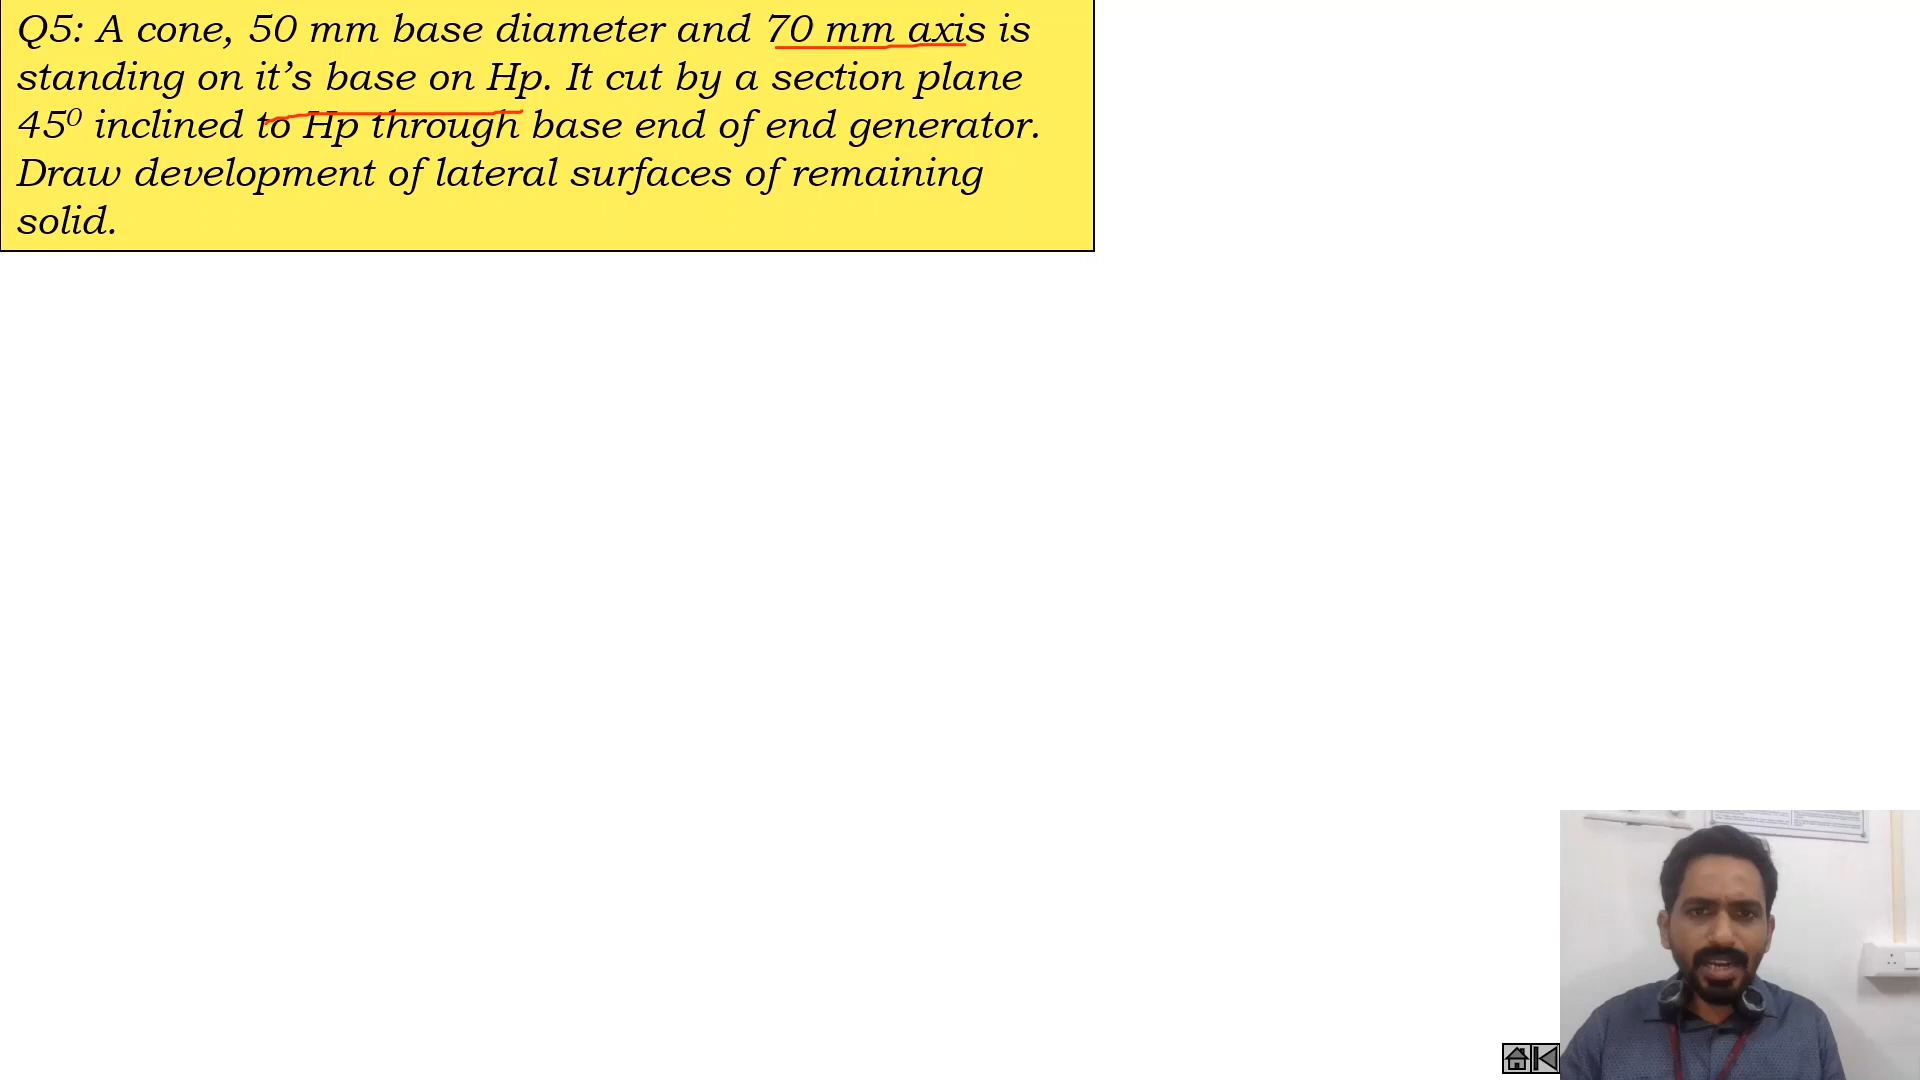 Q5: A cone, 50 mm base diameter and 70 mm axis is
standing on it’s base on Hp. It cut by a section plane
45⁰ inclined to Hp through base end of end generator.
Draw development of lateral surfaces of remaining
solid.